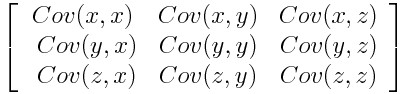 Cov(x, x) Cov(x, y) Cov(x, z)
Cov(y, x) Cov(y, y) Cov(y, z)
Cov(z, x) Cov(z, y) Cov(z, z)